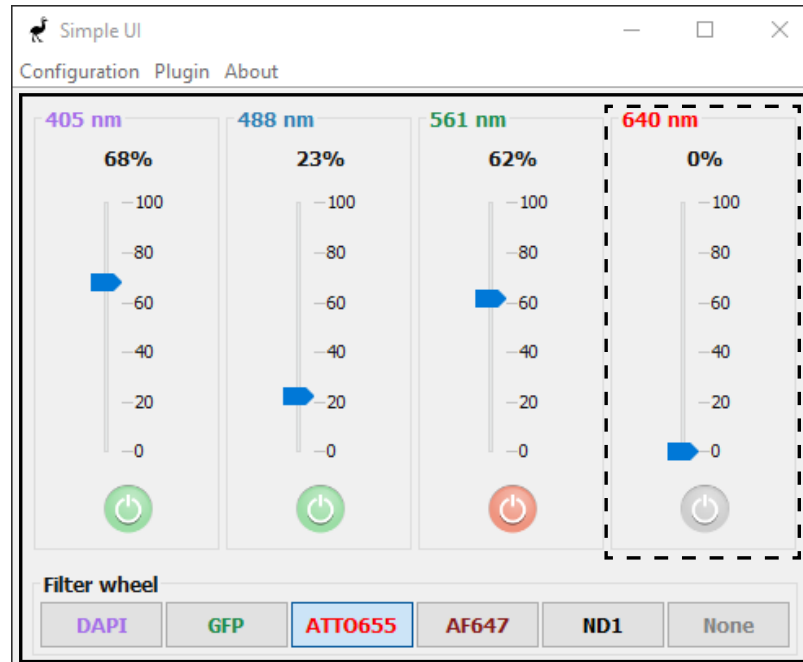 Simple UI
Configuration Plugin About
405 nm 488 nm 561 nm 640 nm
68% 23% 62% 0%
100 100 100 100
80 80 80 80
60 60 60 60
40 40 40 40
20 20 20 20
0 0 0 0
Filter wheel
DAPI GFP ATTO655 AF647 ND1 None